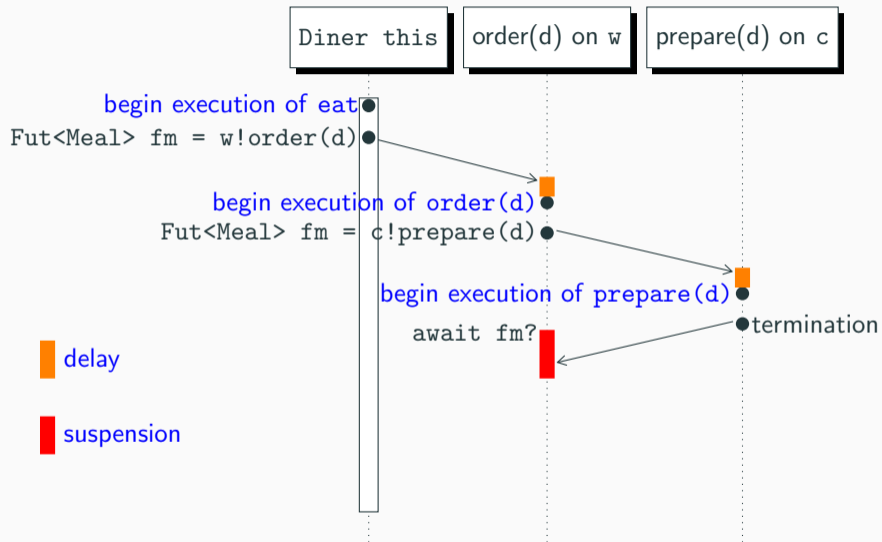 Diner this
order(d) on w
prepare(d) on c
begin execution of eat
Fut<Meal> fm = w!order(d)
begin execution of order(d)
Fut<Meal> fm = c!prepare(d)
begin execution of prepare(d)
termination
await fm?
delay
suspension